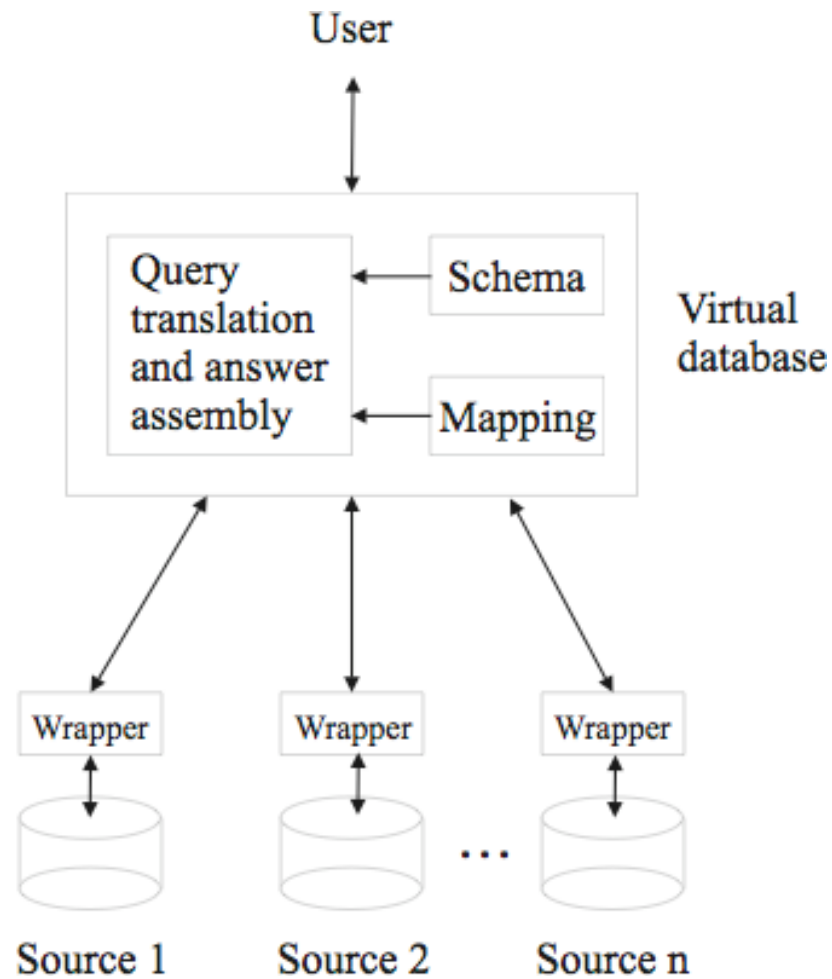 User
Query
translation
and answer
assembly
Schema
Mapping
Virtual
database
Wrapper
Wrapper
Wrapper
...
Source 1
Source 2
Source n